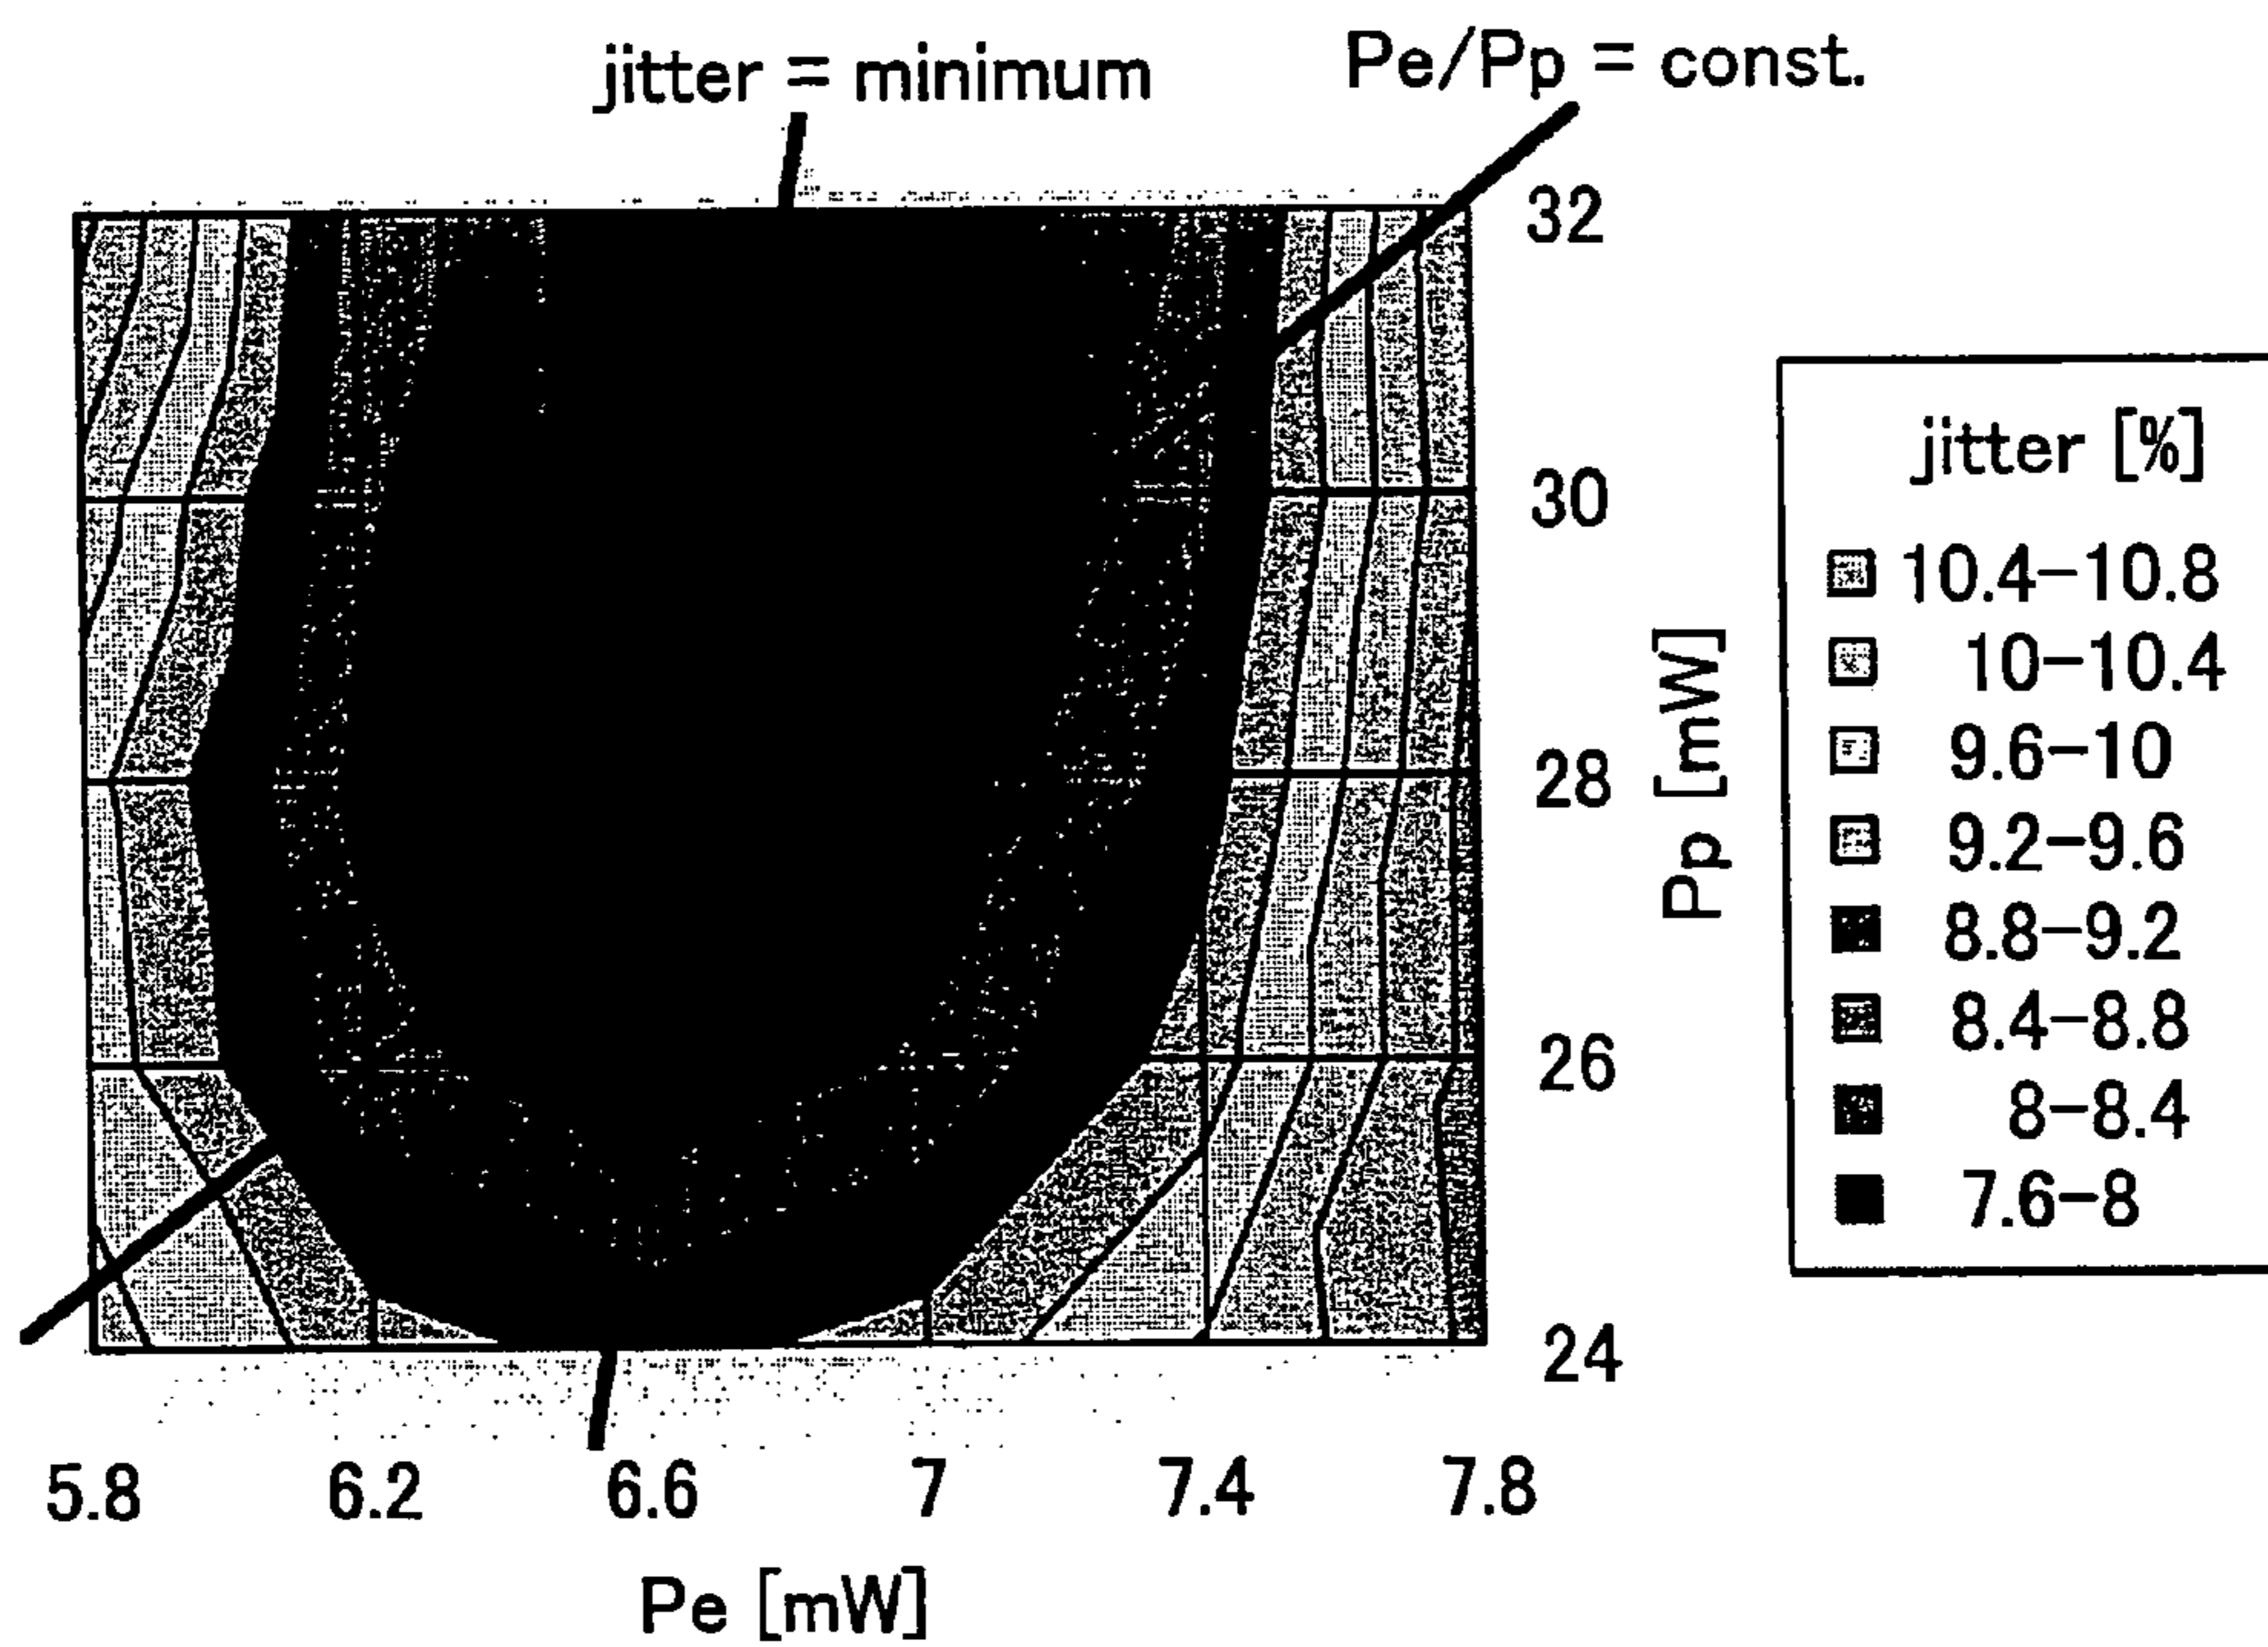 jitter = minimum
Pe/Pp = const.
32
30
28
26
24
Pp [mW]
5.8 6.2 6.6 7 7.4 7.8
Pe [mW]
jitter [%]
10.4-10.8
10-10.4
9.6-10
9.2-9.6
8.8-9.2
8.4-8.8
8-8.4
7.6-8